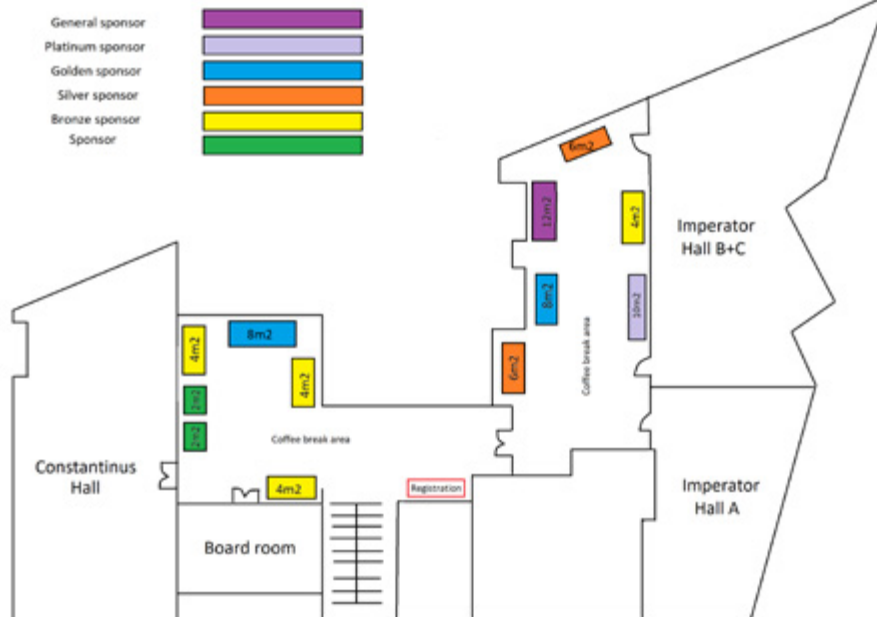 General sponsor
Platinum sponsor
Golden sponsor
Silver sponsor
Bronze sponsor
Sponsor
6m2
12m2
4m2
Imperator
Hall B+C
8m2
10m2
8m2
4m2
4m2
6m2
Coffee break area
2m2
2m2
Coffee break area
Constantinus
Hall
4m2
Registration
Imperator
Hall A
Board room